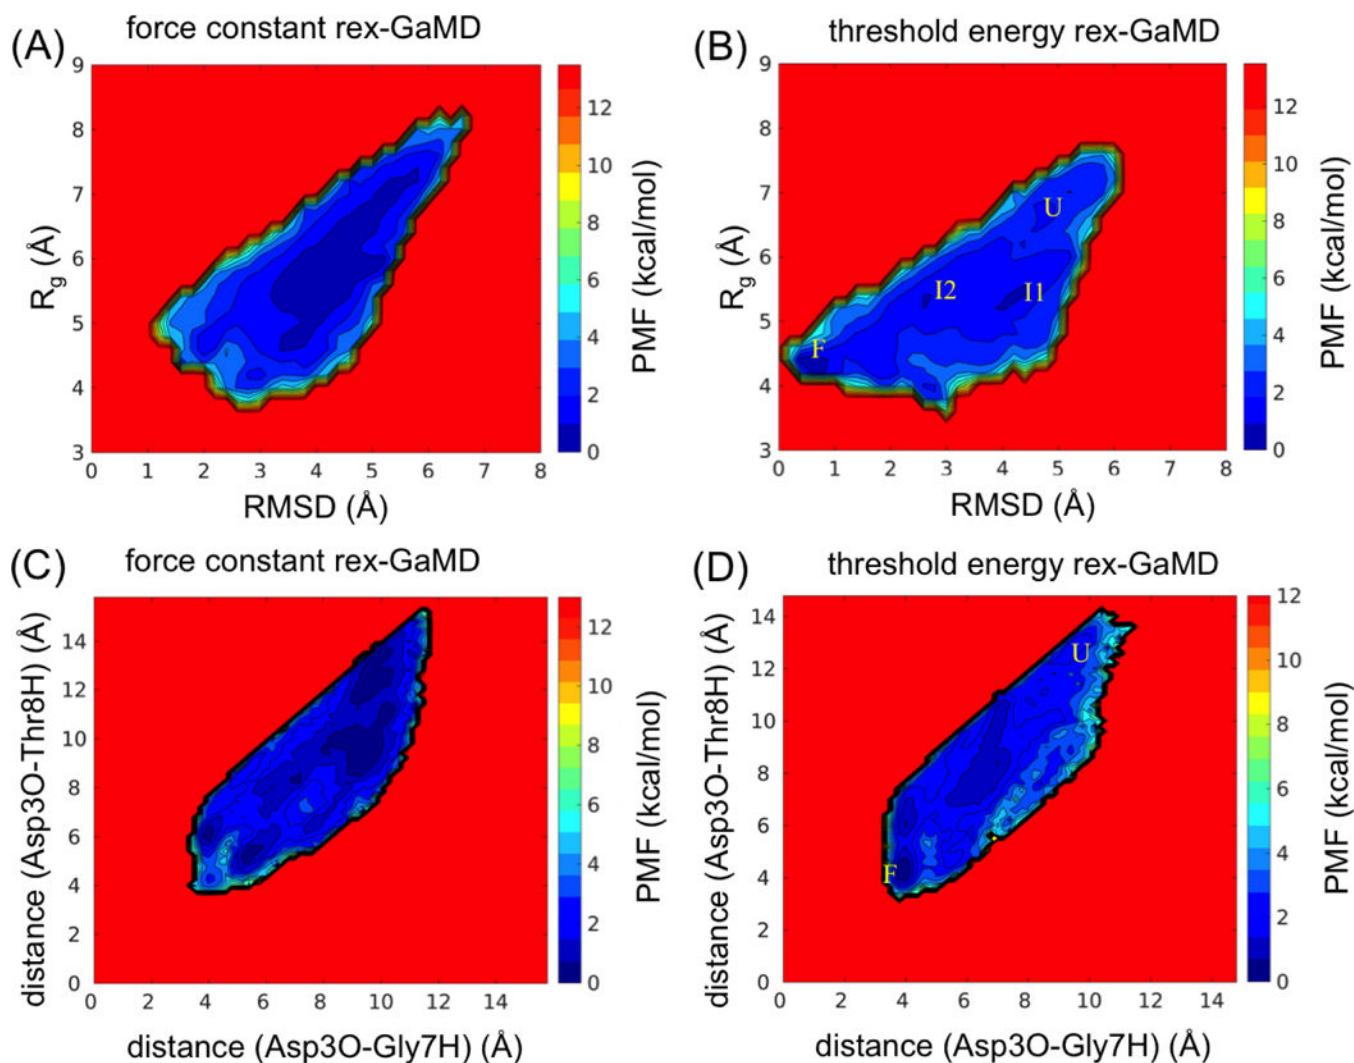 (A) force constant rex-GaMD
9
8
7
6
5
4
3
0 1 2 3 4 5 6 7 8
Rg (Å)
RMSD (Å)
12
10
8
6
4
2
0
PMF (kcal/mol)
(B) threshold energy rex-GaMD
9
8
7
6
5
4
3
0 1 2 3 4 5 6 7 8
Rg (Å)
RMSD (Å)
U
I2 I1
F
12
10
8
6
4
2
0
PMF (kcal/mol)
(C) force constant rex-GaMD
14
12
10
8
6
4
2
0
0 2 4 6 8 10 12 14
distance (Asp3O-Thr8H) (Å)
distance (Asp3O-Gly7H) (Å)
12
10
8
6
4
2
0
PMF (kcal/mol)
(D) threshold energy rex-GaMD
14
12
10
8
6
4
2
0
0 2 4 6 8 10 12 14
distance (Asp3O-Thr8H) (Å)
distance (Asp3O-Gly7H) (Å)
U
F
12
10
8
6
4
2
0
PMF (kcal/mol)